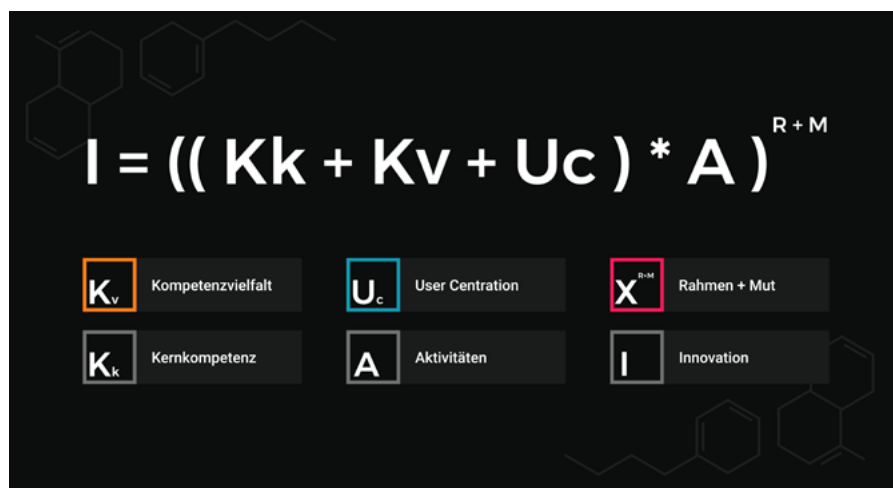 I = (( Kk + Kv + Uc ) * A ) R + M
Kv Kompetenzvielfalt
Uc User Centration
X R+M Rahmen + Mut
Kk Kernkompetenz
A Aktivitäten
I Innovation